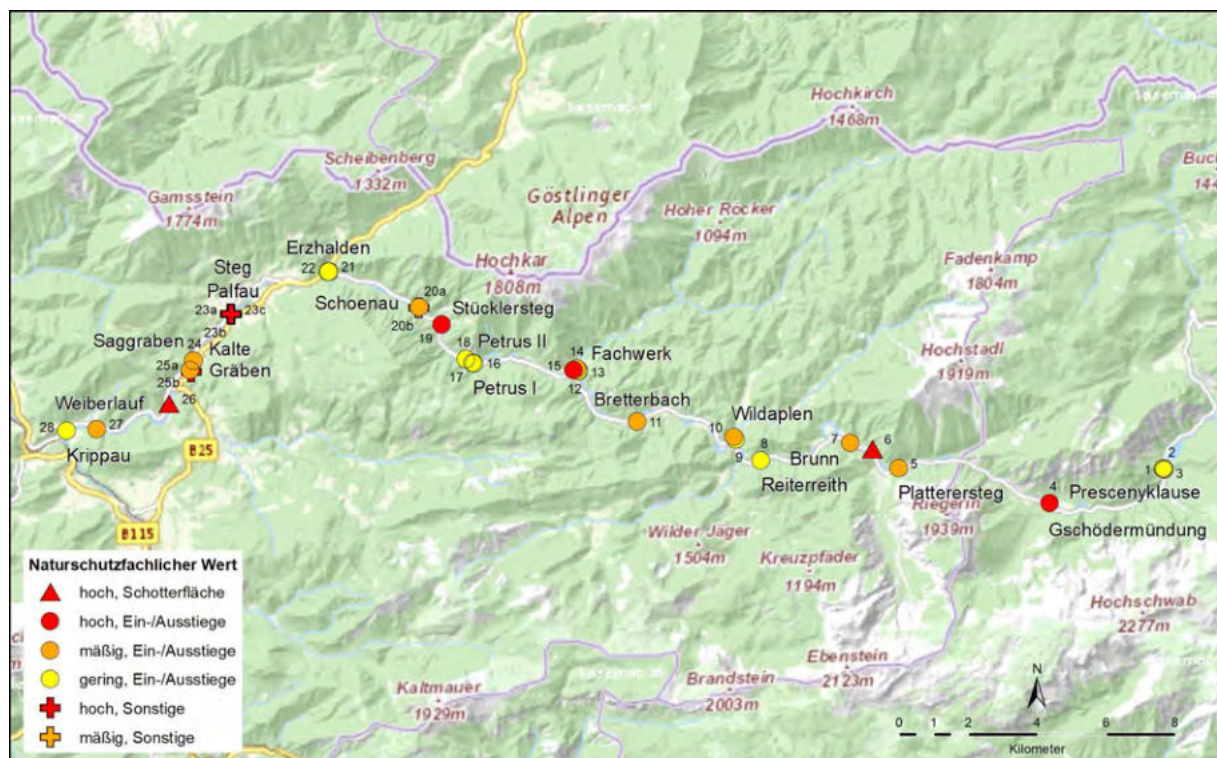 Hochkirch
1468m
Scheibenberg
1332m
Gamsstein
1774m
Göstlinger
Alpen
Hoher Rocker
1094m
Erzhalden
22
21
Hochkar
1808m
Fadenkamp
1804m
Steg
Palfau
23a
23c
23b
Schoenau
20a
20b
Stücklersteg
19
Saggraben
24
Kalte
Gräben
25a
25b
18
Petrus II
16
17
Petrus I
14
Fachwerk
15
13
12
Hochstadl
1919m
Weiberlauf
26
28
27
Krippau
B25
B115
Bretterbach
11
Wildaplen
10
8
9
Reiterreith
7
6
Brunn
5
Platterersteg
Riegerin
1939m
4
Gschödermündung
2
1
3
Prescenyklause
Wilder Jäger
1504m
Kreuzpfäder
1194m
Hochschwab
2277m
Ebenstein
2123m
Brandstein
2003m
Kaltmauer
1929m
Naturschutzfachlicher Wert
hoch, Schotterfläche
hoch, Ein-/Ausstiege
mäßig, Ein-/Ausstiege
gering, Ein-/Ausstiege
hoch, Sonstige
mäßig, Sonstige
N
0 1 2 4 6 8
Kilometer